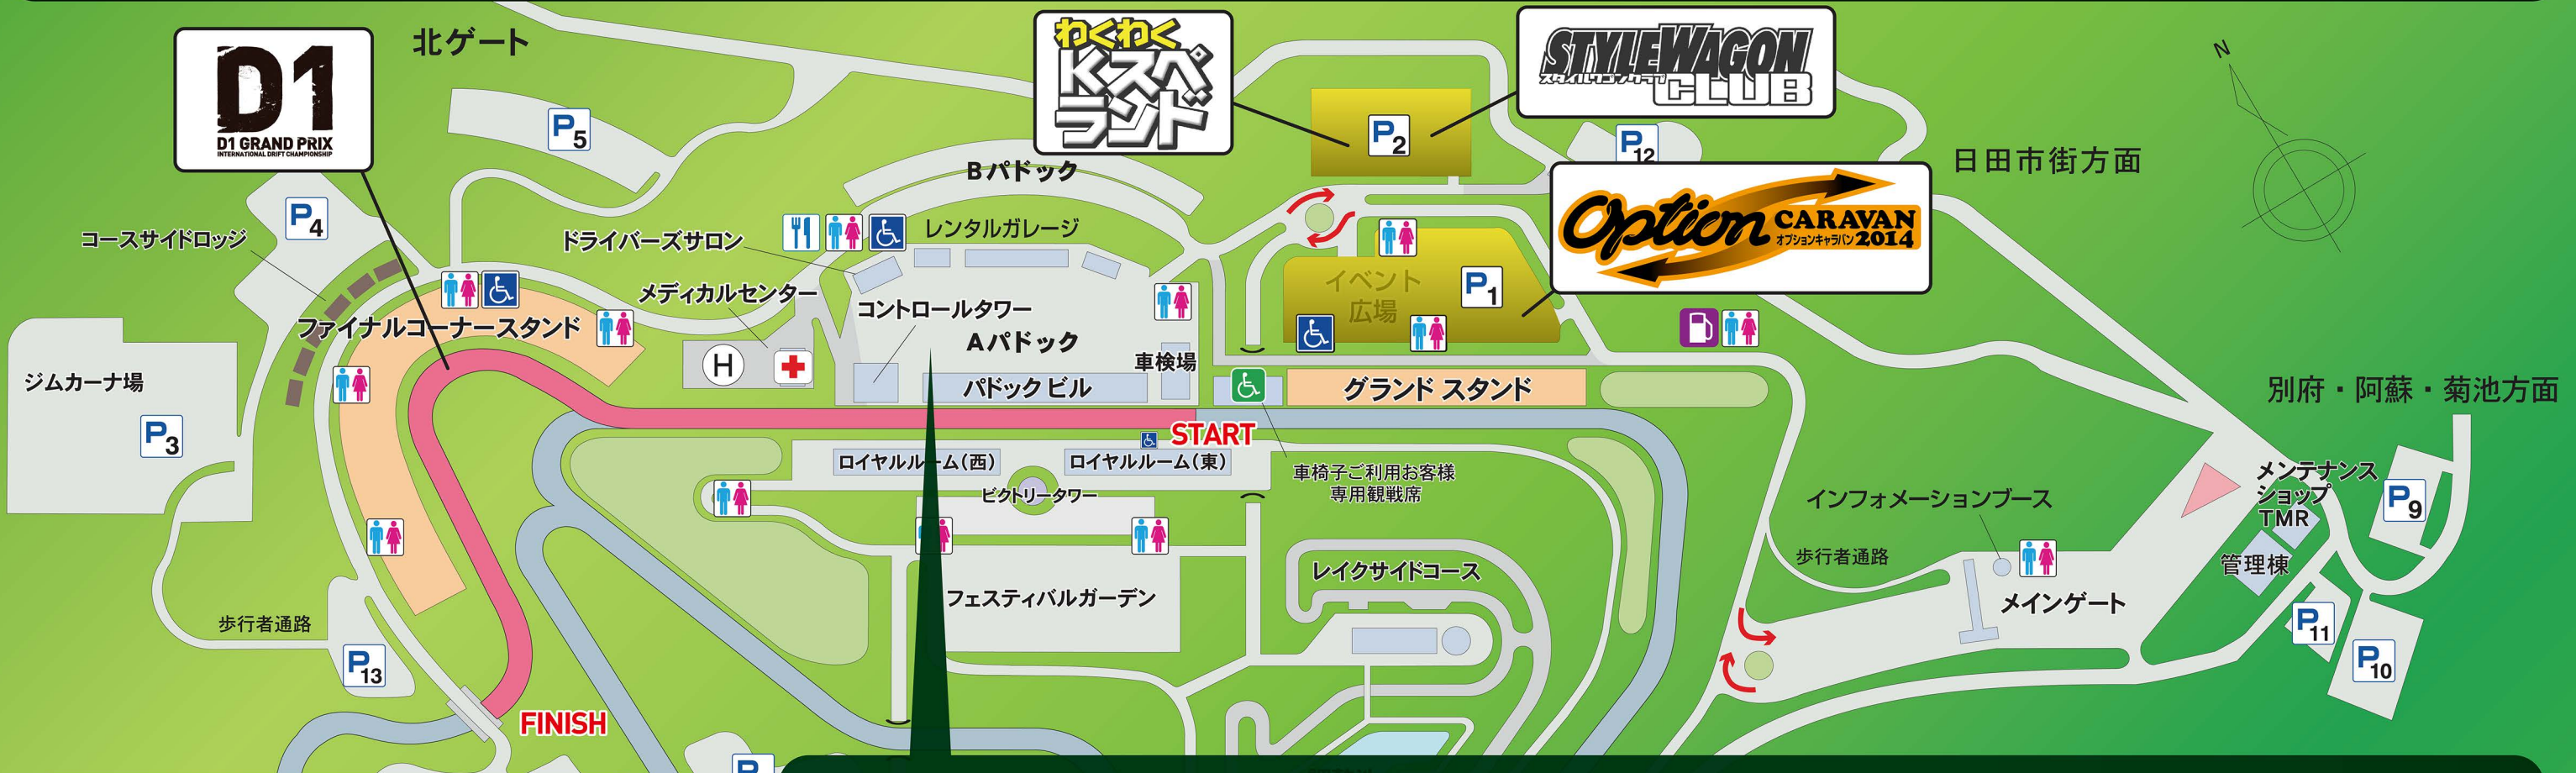 北ゲート
D1
D1 GRAND PRIX
INTERNATIONAL DRIFT CHAMPIONSHIP
わくわく
Kスペ
ランド
STYLEWAGON
スタイルワゴンクラブ
CLUB
P2
P5
P12
N
日田市街方面
Bパドック
Option
CARAVAN
オプションキャラバン2014
P4
コースサイドロッジ
ドライバーズサロン
レンタルガレージ
イベント
広場
P1
メディカルセンター
コントロールタワー
ファイナルコーナースタンド
Aパドック
H
車検場
ジムカーナ場
パドック ビル
グランド スタンド
別府・阿蘇・菊池方面
P3
START
ロイヤルルーム(西)
ロイヤルルーム(東)
車椅子ご利用お客様
専用観戦席
ビクトリータワー
インフォメーションブース
メンテナンス
ショップ
TMR
P9
歩行者通路
管理棟
レイクサイドコース
フェスティバルガーデン
メインゲート
歩行者通路
P11
P13
P10
FINISH
P